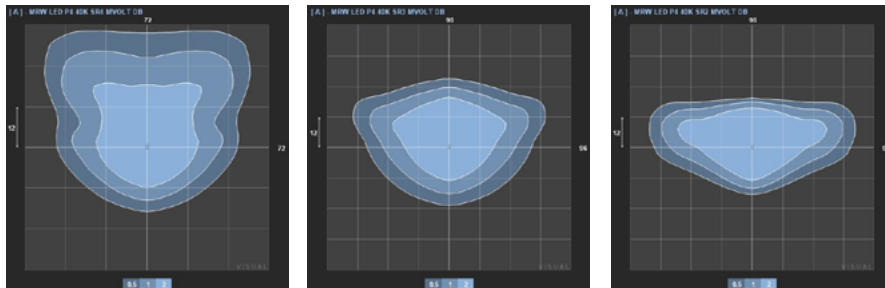 [A] - MRW LED P4 40K SR4 MVOLT DB
72
12
72
VISUAL
0.5 1 2
[A] - MRW LED P4 40K SR3 MVOLT DB
96
12
96
VISUAL
0.5 1 2
[A] - MRW LED P4 40K SR2 MVOLT DB
96
12
VISUAL
0.5 1 2